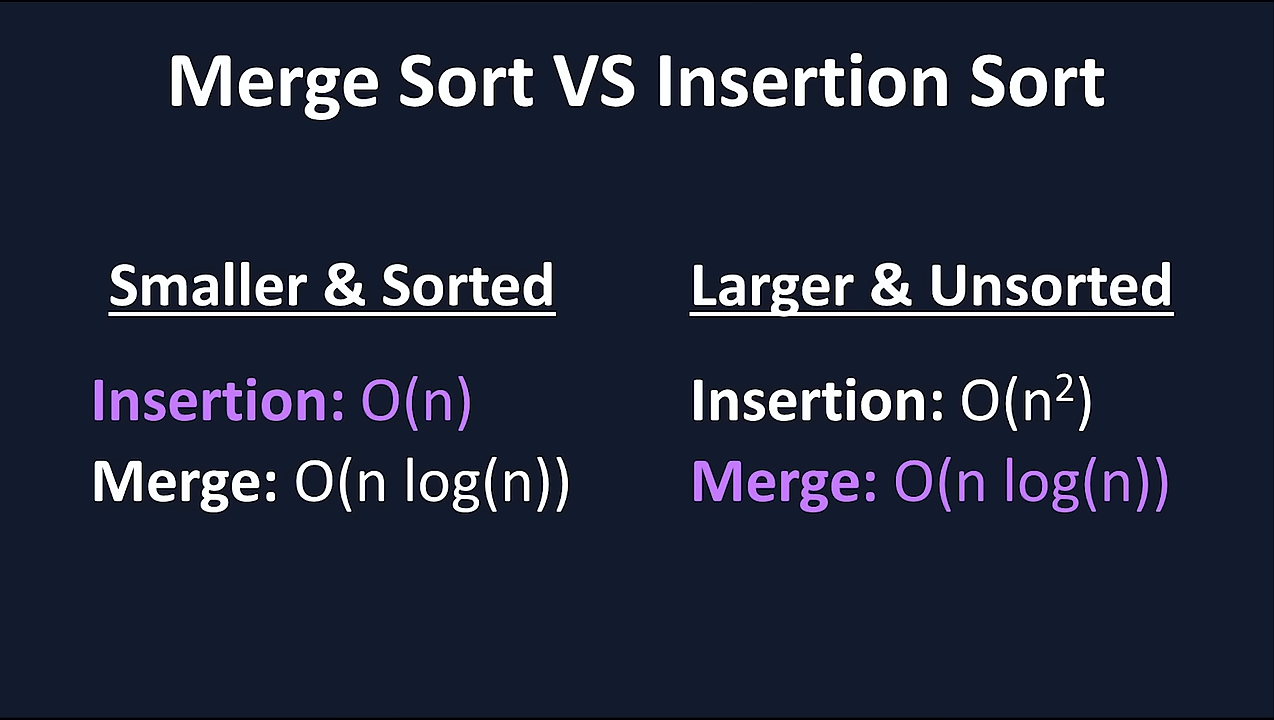 Merge Sort VS Insertion Sort
Smaller & Sorted
Insertion: O(n)
Merge: O(n log(n))
Larger & Unsorted
Insertion: O(n²)
Merge: O(n log(n))